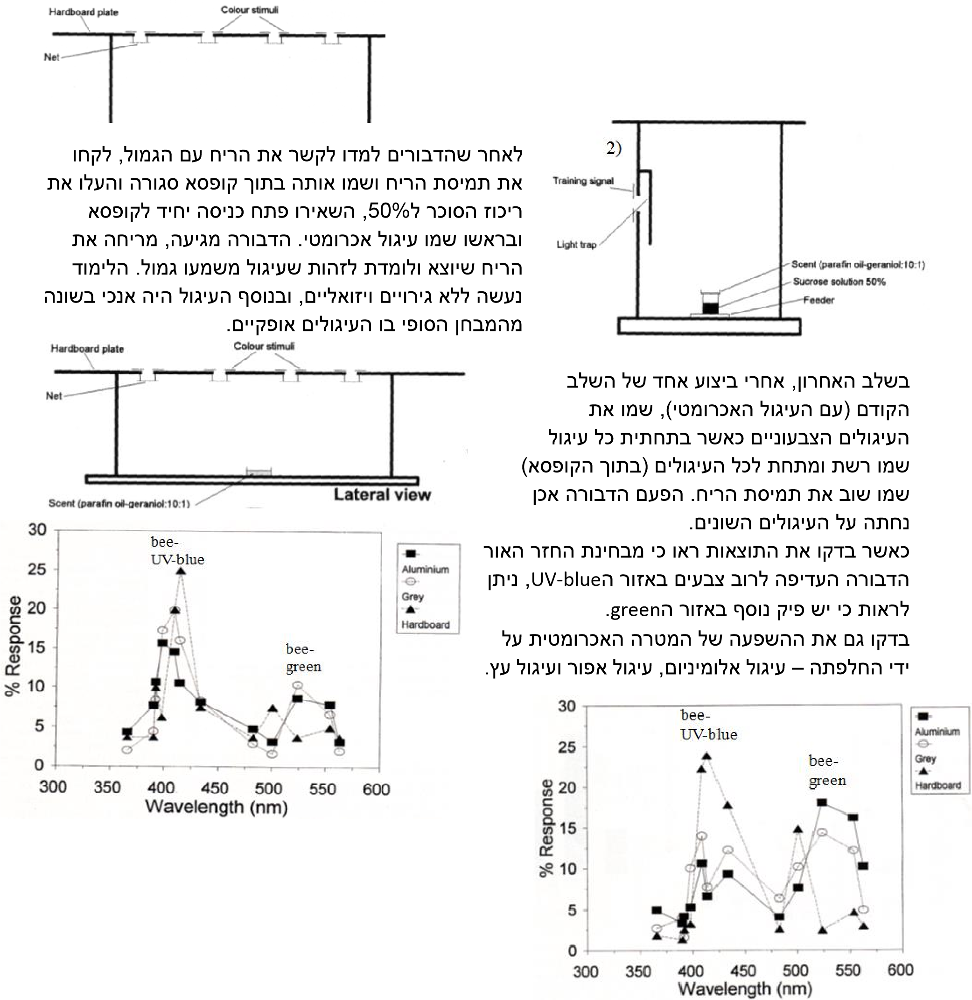 Hardboard plate
Colour stimuli
Net
לאחר שהדבורים למדו לקשר את הריח עם הגמול, לקחו
את תמיסת הריח ושמו אותה בתוך קופסא סגורה והעלו את
ריכוז הסוכר ל50%, השאירו פתח כניסה יחיד לקופסא
ובראשו שמו עיגול אכרומטי. הדבורה מגיעה, מריחה את
הריח שיוצא ולומדת לזהות שעיגול משמעו גמול. הלימוד
נעשה ללא גירויים ויזואליים, ובנוסף העיגול היה אנכי בשונה
מהמבחן הסופי בו העיגולים אופקיים.
2)
Training signal
Light trap
Scent (parafin oil-geraniol:10:1)
Sucrose solution 50%
Feeder
Hardboard plate
Colour stimuli
Net
Lateral view
Scent (parafin oil-geraniol:10:1)
בשלב האחרון, אחרי ביצוע אחד של השלב
הקודם (עם העיגול האכרומטי), שמו את
העיגולים הצבעוניים כאשר בתחתית כל עיגול
שמו רשת ומתחת לכל העיגולים (בתוך הקופסא)
שמו שוב את תמיסת הריח. הפעם הדבורה אכן
נחתה על העיגולים השונים.
כאשר בדקו את התוצאות ראו כי מבחינת החזר האור
הדבורה העדיפה לרוב צבעים באזור הUV-blue, ניתן
לראות כי יש פיק נוסף באזור הgreen.
בדקו גם את ההשפעה של המטרה האכרומטית על
ידי החלפתה – עיגול אלומיניום, עיגול אפור ועיגול עץ.
% Response
30
25
20
15
10
5
0
bee-
UV-blue
bee-
green
300 350 400 450 500 550 600
Wavelength (nm)
Aluminium
Grey
Hardboard
% Response
30
25
20
15
10
5
0
bee-
UV-blue
bee-
green
300 350 400 450 500 550 600
Wavelength (nm)
Aluminium
Grey
Hardboard